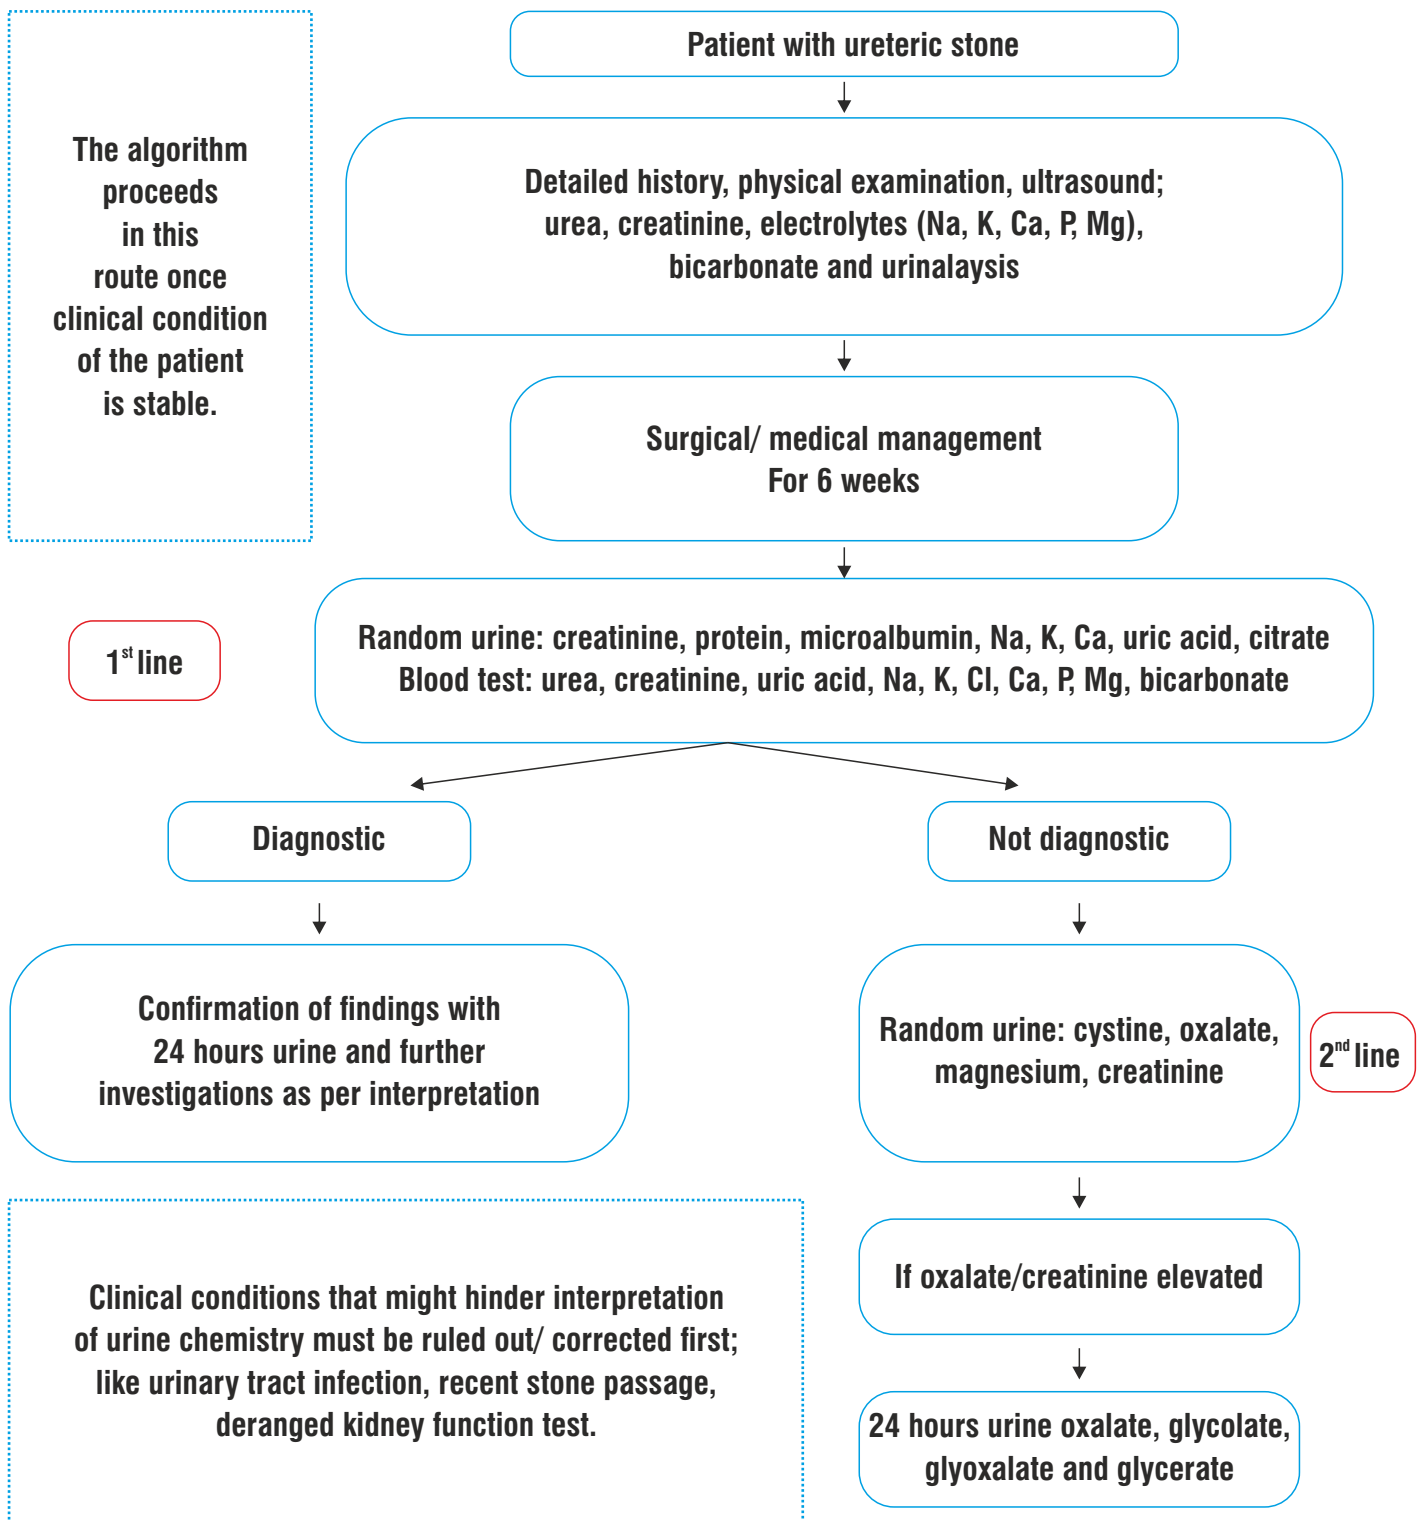 Patient with ureteric stone
The algorithm
proceeds
in this
route once
clinical condition
of the patient
is stable.
Detailed history, physical examination, ultrasound;
urea, creatinine, electrolytes (Na, K, Ca, P, Mg),
bicarbonate and urinalaysis
Surgical/ medical management
For 6 weeks
1st line
Random urine: creatinine, protein, microalbumin, Na, K, Ca, uric acid, citrate
Blood test: urea, creatinine, uric acid, Na, K, Cl, Ca, P, Mg, bicarbonate
Diagnostic
Not diagnostic
Confirmation of findings with
24 hours urine and further
investigations as per interpretation
Random urine: cystine, oxalate,
magnesium, creatinine
2nd line
If oxalate/creatinine elevated
Clinical conditions that might hinder interpretation
of urine chemistry must be ruled out/ corrected first;
like urinary tract infection, recent stone passage,
deranged kidney function test.
24 hours urine oxalate, glycolate,
glyoxalate and glycerate